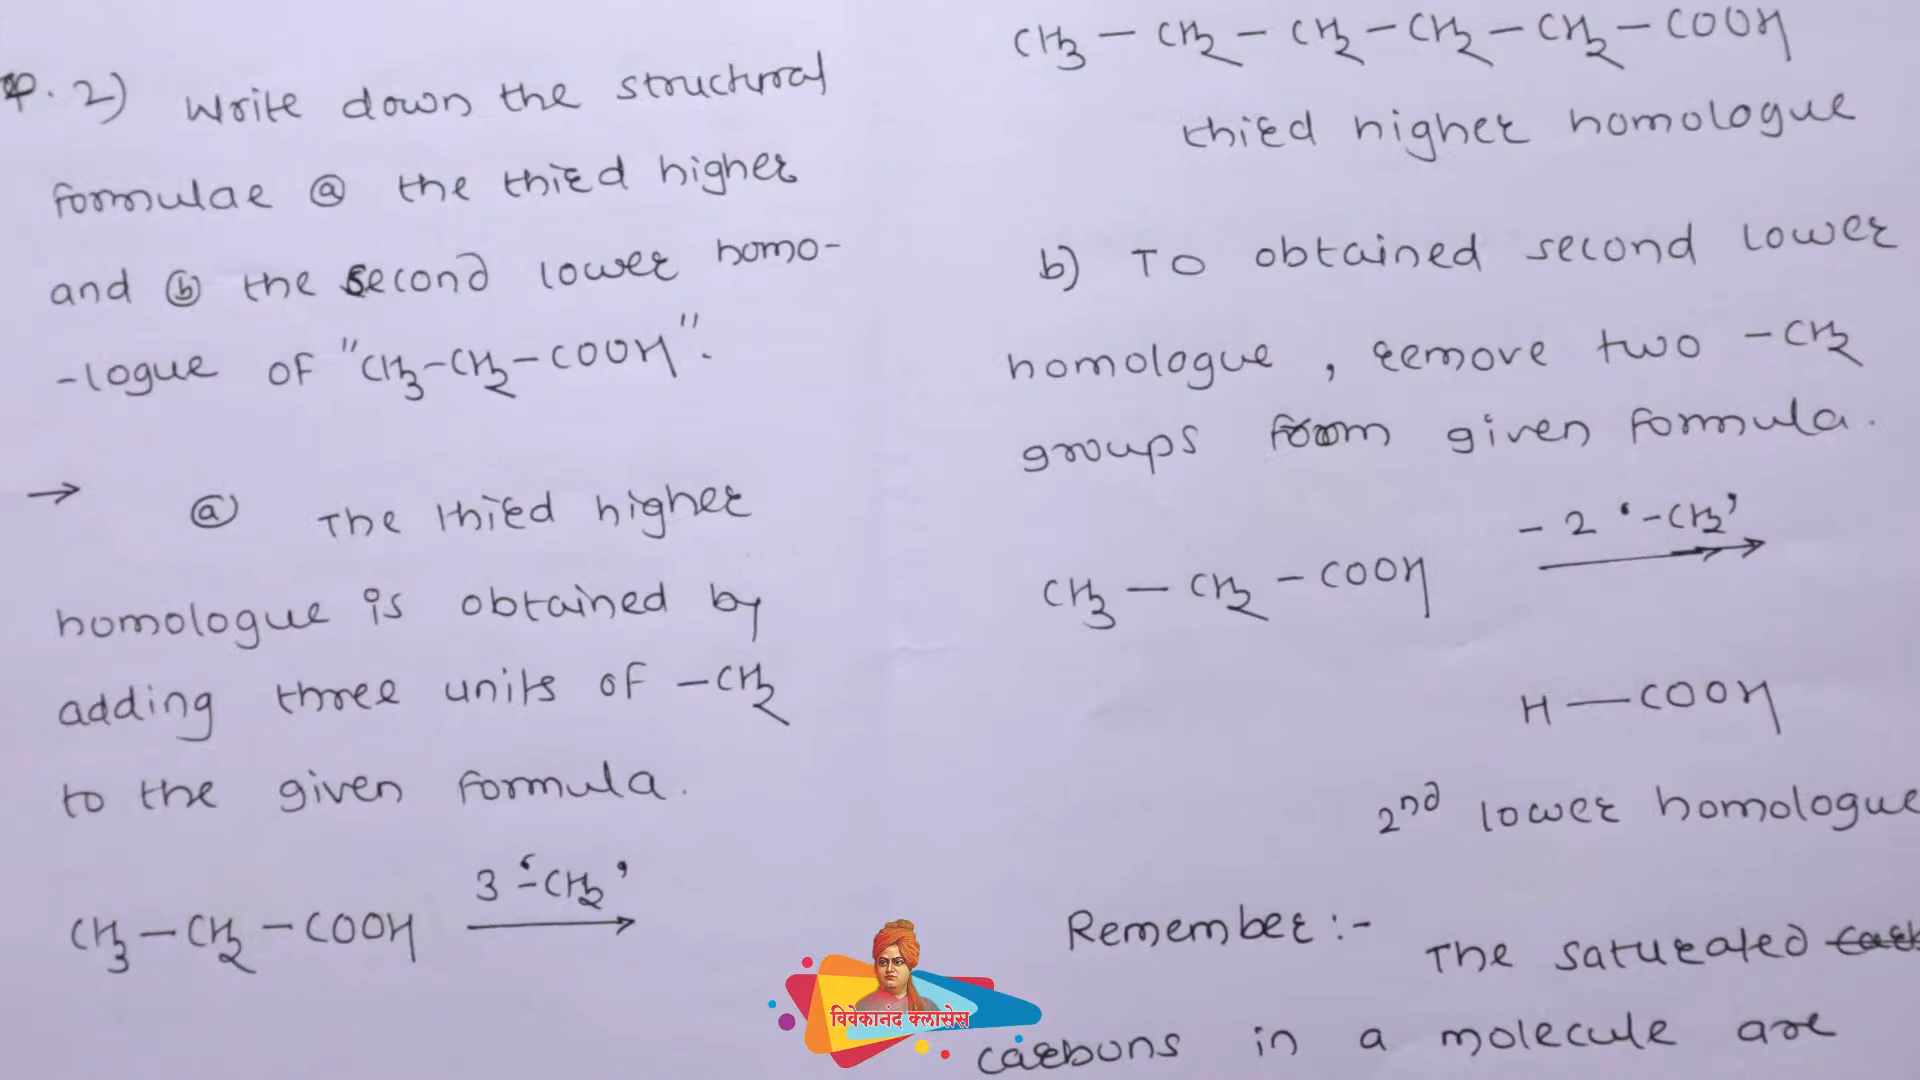 Q. 2) Write down the structural
formulae ⓐ the third higher
and ⓑ the second lower homo-
-logue of "CH3-CH2-COOH".
→ ⓐ The third higher
homologue is obtained by
adding three units of -CH2
to the given formula.
CH3-CH2-COOH 3 '-CH2' →
CH3-CH2-CH2-CH2-CH2-COOH
third higher homologue
b) To obtained second lower
homologue, remove two -CH2
groups from given formula.
CH3-CH2-COOH - 2 '-CH2' →
H-COOH
2nd lower homologue
Remember :- The saturated
carbons in a molecule are
विवेकानंद क्लासेस